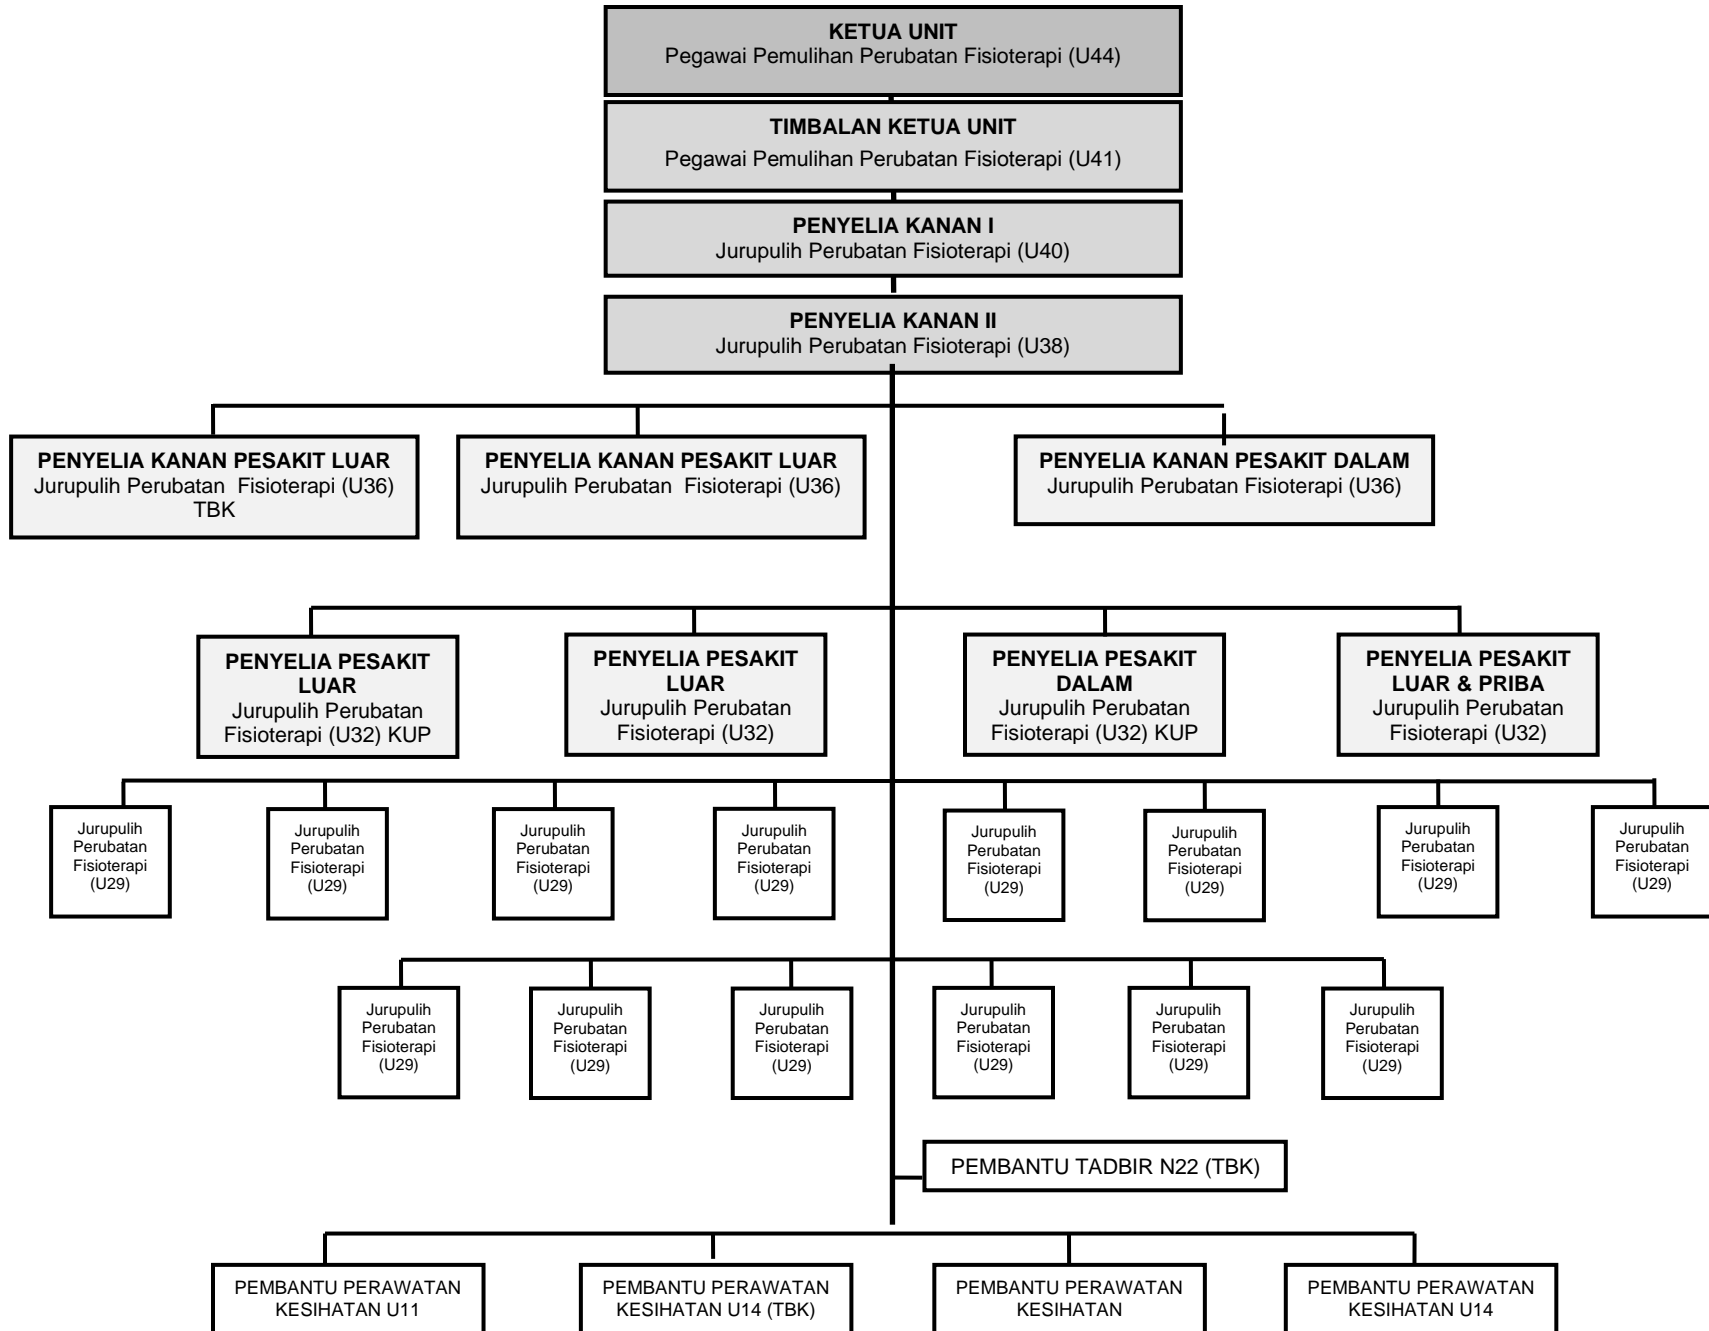 KETUA UNIT
Pegawai Pemulihan Perubatan Fisioterapi (U44)
TIMBALAN KETUA UNIT
Pegawai Pemulihan Perubatan Fisioterapi (U41)
PENYELIA KANAN I
Jurupulih Perubatan Fisioterapi (U40)
PENYELIA KANAN II
Jurupulih Perubatan Fisioterapi (U38)
PENYELIA KANAN PESAKIT LUAR
Jurupulih Perubatan  Fisioterapi (U36)
TBK
PENYELIA KANAN PESAKIT LUAR
Jurupulih Perubatan  Fisioterapi (U36)
PENYELIA KANAN PESAKIT DALAM
Jurupulih Perubatan Fisioterapi (U36)
PENYELIA PESAKIT
LUAR
Jurupulih Perubatan
Fisioterapi (U32) KUP
PENYELIA PESAKIT
LUAR
Jurupulih Perubatan
Fisioterapi (U32)
PENYELIA PESAKIT
DALAM
Jurupulih Perubatan
Fisioterapi (U32) KUP
PENYELIA PESAKIT
LUAR & PRIBA
Jurupulih Perubatan
Fisioterapi (U32)
Jurupulih
Perubatan
Fisioterapi
(U29)
Jurupulih
Perubatan
Fisioterapi
(U29)
Jurupulih
Perubatan
Fisioterapi
(U29)
Jurupulih
Perubatan
Fisioterapi
(U29)
Jurupulih
Perubatan
Fisioterapi
(U29)
Jurupulih
Perubatan
Fisioterapi
(U29)
Jurupulih
Perubatan
Fisioterapi
(U29)
Jurupulih
Perubatan
Fisioterapi
(U29)
Jurupulih
Perubatan
Fisioterapi
(U29)
Jurupulih
Perubatan
Fisioterapi
(U29)
Jurupulih
Perubatan
Fisioterapi
(U29)
Jurupulih
Perubatan
Fisioterapi
(U29)
Jurupulih
Perubatan
Fisioterapi
(U29)
Jurupulih
Perubatan
Fisioterapi
(U29)
PEMBANTU TADBIR N22 (TBK)
PEMBANTU PERAWATAN
KESIHATAN U11
PEMBANTU PERAWATAN
KESIHATAN U14 (TBK)
PEMBANTU PERAWATAN
KESIHATAN
PEMBANTU PERAWATAN
KESIHATAN U14